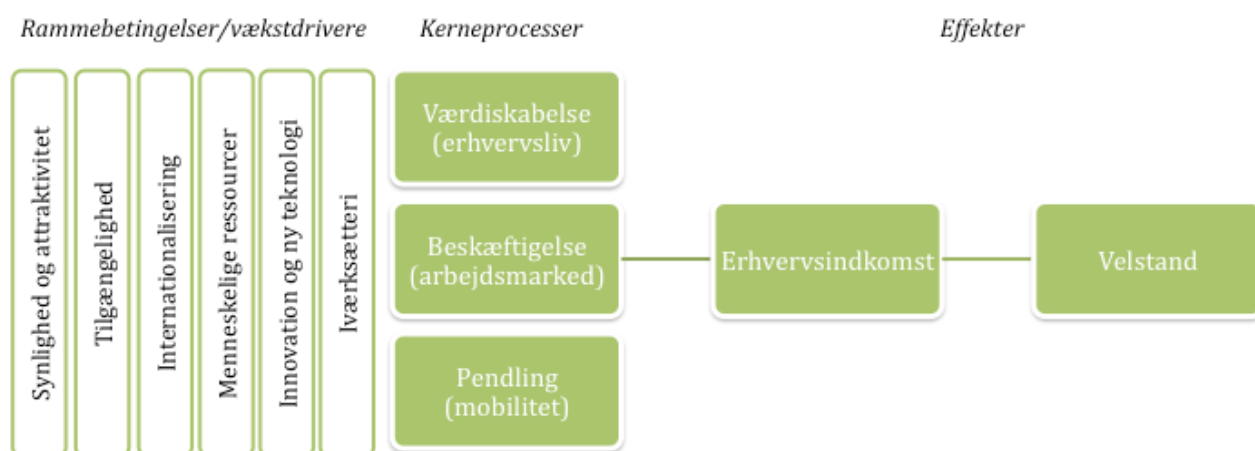 Rammebetingelser/vækstdrivere
Kerneprocesser
Effekter
Synlighed og attraktivitet
Tilgængelighed
Internationalisering
Menneskelige ressourcer
Innovation og ny teknologi
Iværksætteri
Værdiskabelse
(erhvervsliv)
Beskæftigelse
(arbejdsmarked)
Pendling
(mobilitet)
Erhvervsindkomst
Velstand